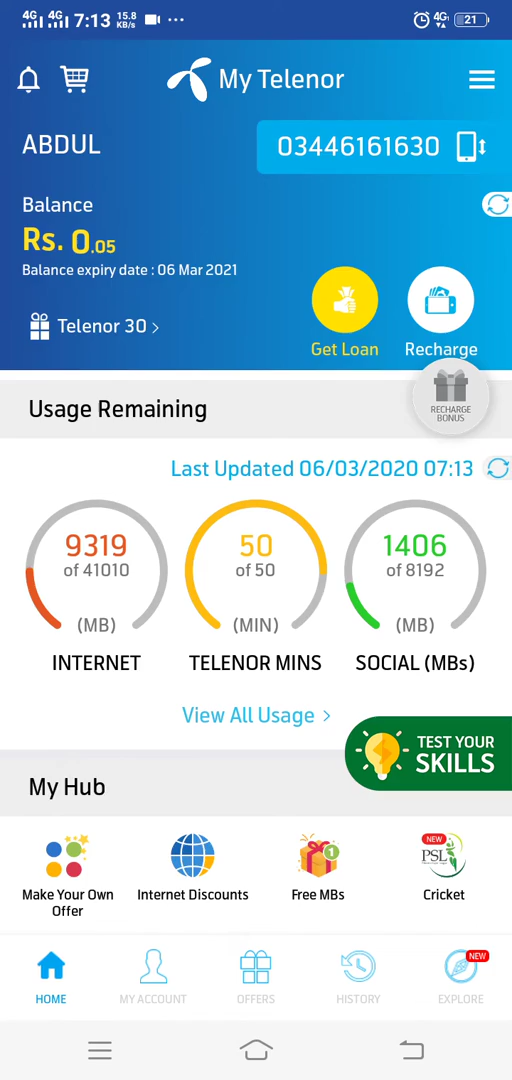 4G 4G 7:13 15.8 KB/s ... 4G 21
My Telenor
ABDUL 03446161630
Balance
Rs. 0.05
Balance expiry date : 06 Mar 2021
Telenor 30 >
Get Loan Recharge
RECHARGE
BONUS
Usage Remaining
Last Updated 06/03/2020 07:13
9319 50 1406
of 41010 of 50 of 8192
(MB) (MIN) (MB)
INTERNET TELENOR MINS SOCIAL (MBs)
View All Usage >
TEST YOUR
SKILLS
My Hub
1 NEW
PSL
Make Your Own Internet Discounts Free MBs Cricket
Offer
NEW
HOME MY ACCOUNT OFFERS HISTORY EXPLORE